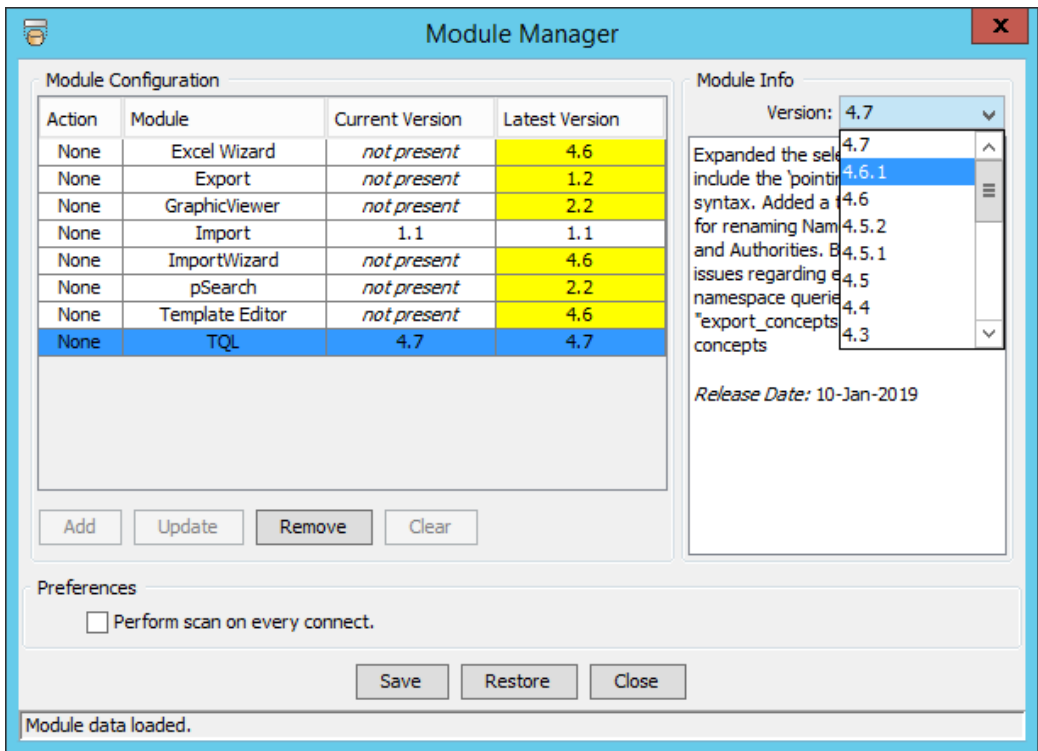 Module Manager
x
Module Configuration
Action Module Current Version Latest Version
None Excel Wizard not present 4.6
None Export not present 1.2
None GraphicViewer not present 2.2
None Import 1.1 1.1
None ImportWizard not present 4.6
None pSearch not present 2.2
None Template Editor not present 4.6
None TQL 4.7 4.7
Add Update Remove Clear
Module Info
Version: 4.7
4.7
4.6.1
4.6
4.5.2
4.5.1
4.5
4.4
4.3
Expanded the
include the
syntax. Added a
for renaming
and Authorities.
issues regarding
namespace
"export_concepts
concepts
Release Date: 10-Jan-2019
Preferences
Perform scan on every connect.
Save Restore Close
Module data loaded.